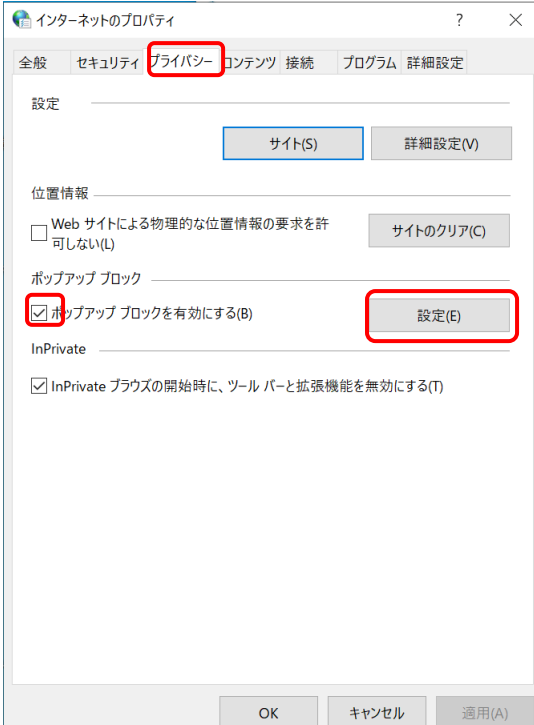 インターネットのプロパティ
?
全般 セキュリティ プライバシー コンテンツ 接続 プログラム 詳細設定
設定
サイト(S) 詳細設定(V)
位置情報
Web サイトによる物理的な位置情報の要求を許
可しない(L)
サイトのクリア(C)
ポップアップ ブロック
ポップアップ ブロックを有効にする(B)
設定(E)
InPrivate
InPrivate ブラウズの開始時に、ツール バーと拡張機能を無効にする(T)
OK キャンセル 適用(A)